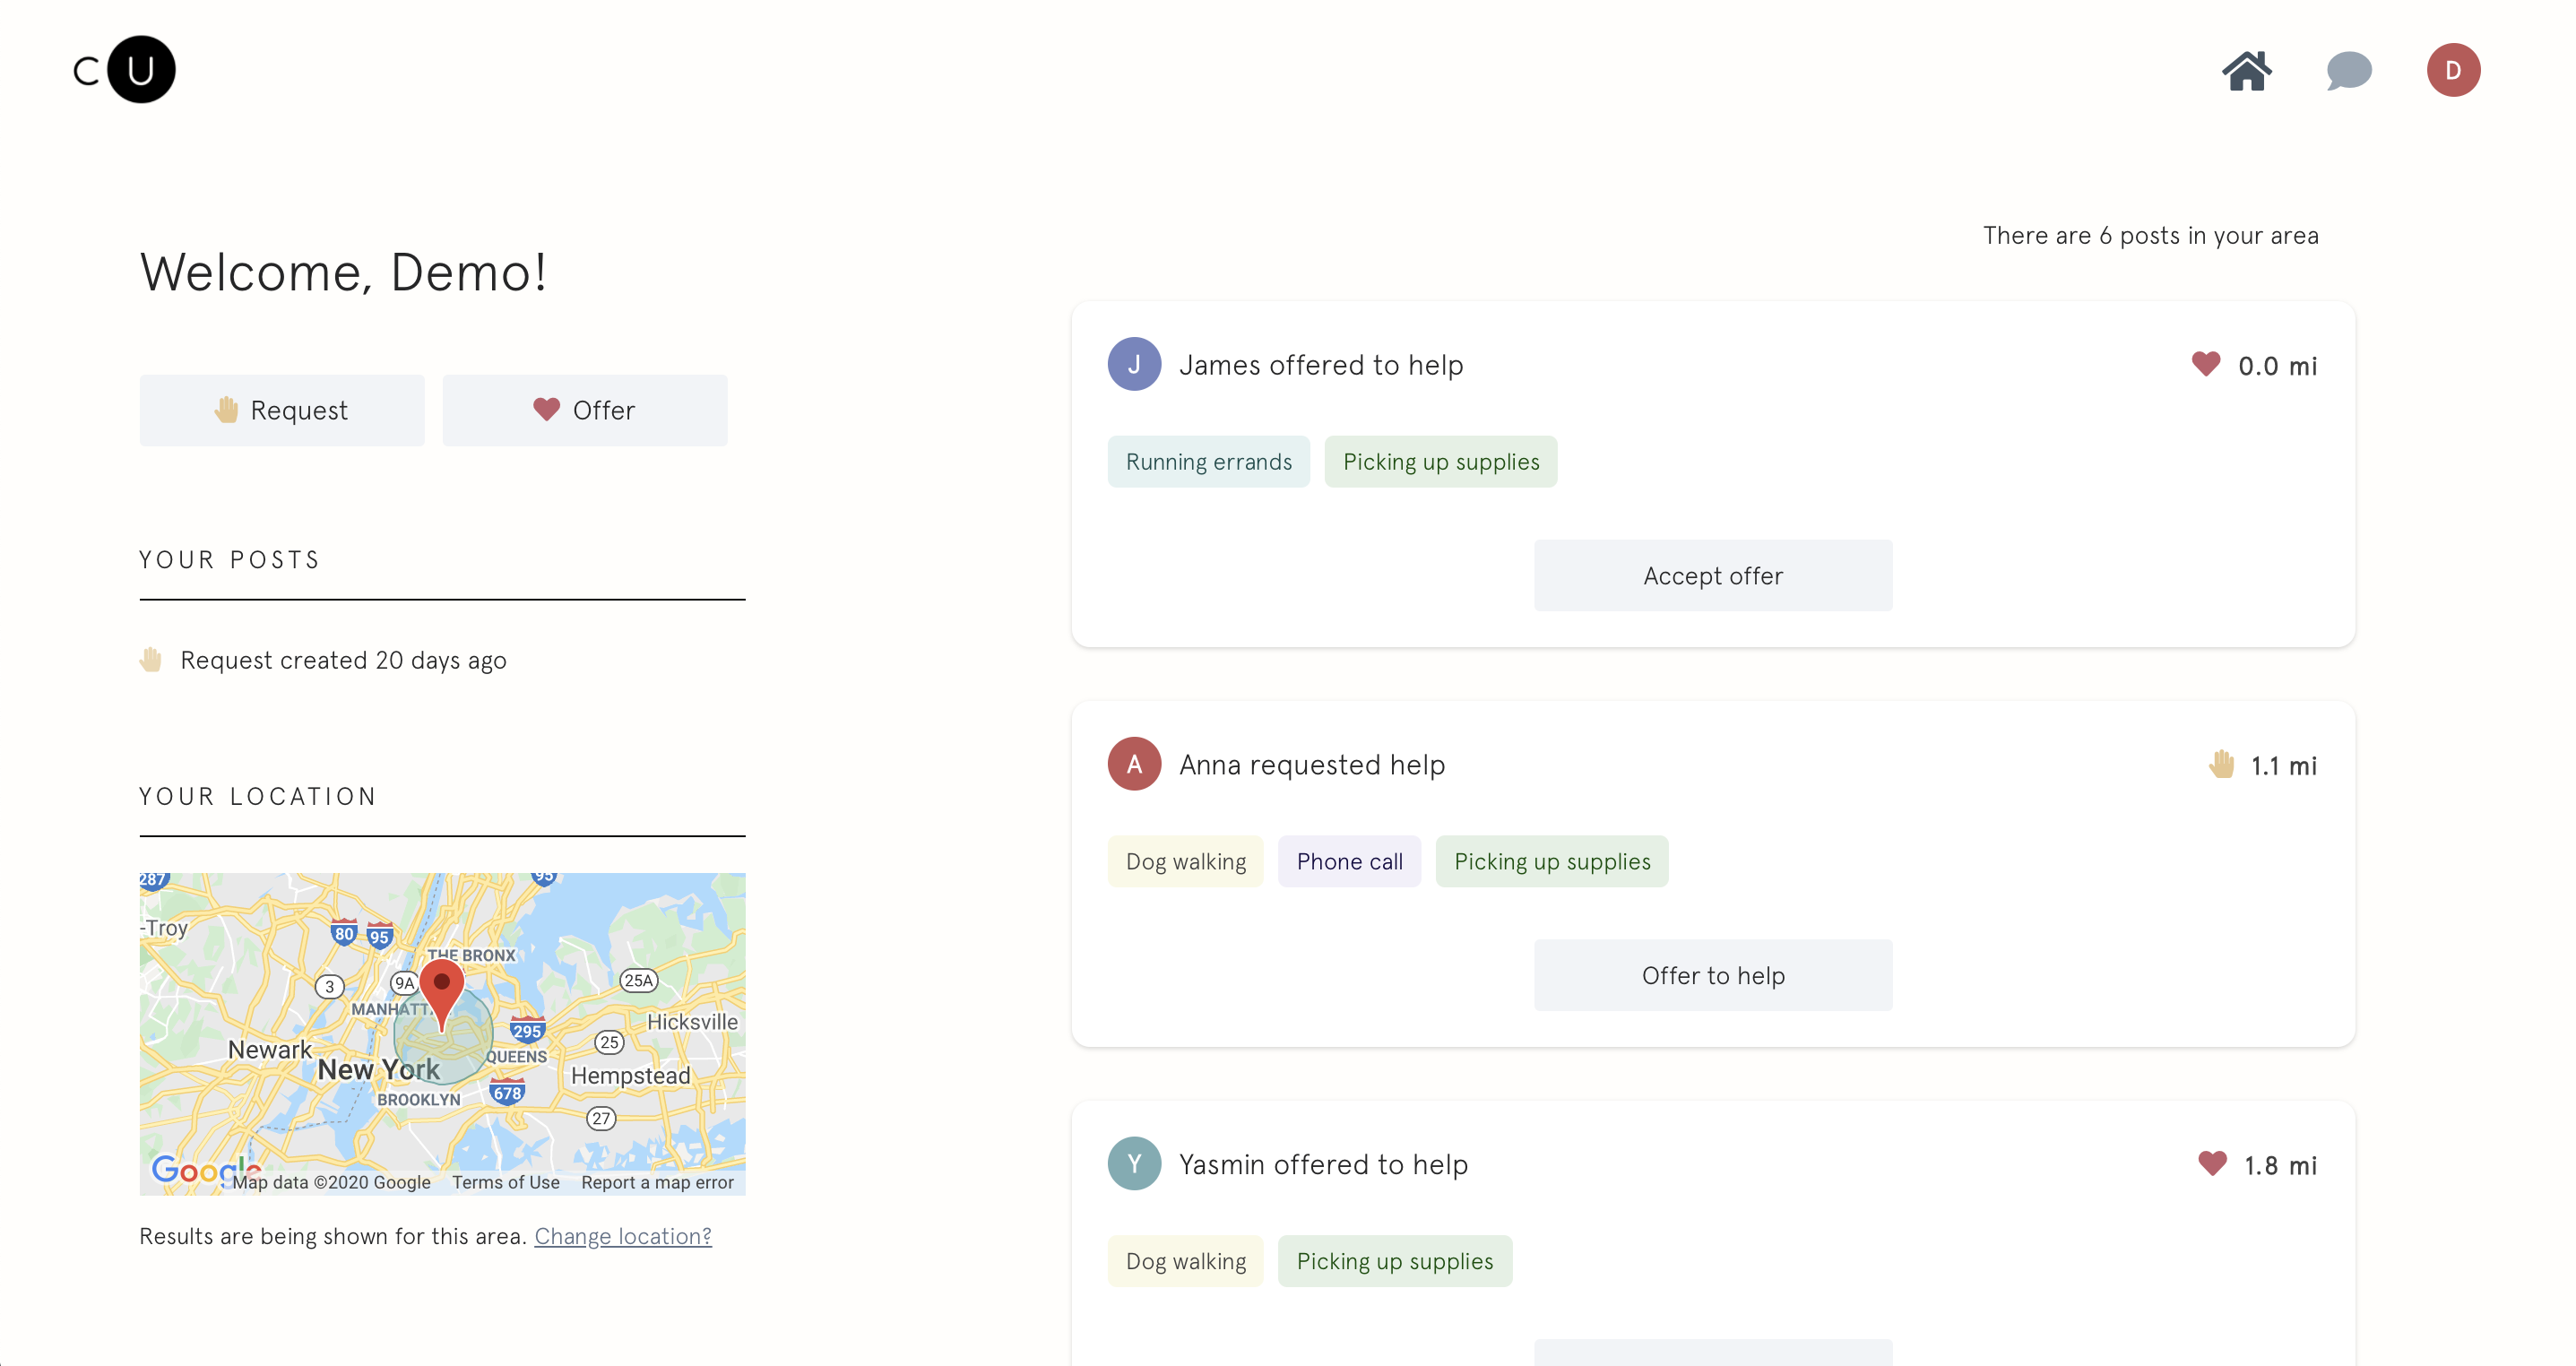 C U
D
There are 6 posts in your area
Welcome, Demo!
Request
Offer
YOUR POSTS
Request created 20 days ago
YOUR LOCATION
287
95
-Troy
80
95
THE BRONX
3
9A
25A
MANHATT
295
Hicksville
25
Newark
QUEENS
New York
Hempstead
678
BROOKLYN
27
Google
Map data ©2020 Google
Terms of Use
Report a map error
Results are being shown for this area. Change location?
J
James offered to help
0.0 mi
Running errands
Picking up supplies
Accept offer
A
Anna requested help
1.1 mi
Dog walking
Phone call
Picking up supplies
Offer to help
Y
Yasmin offered to help
1.8 mi
Dog walking
Picking up supplies